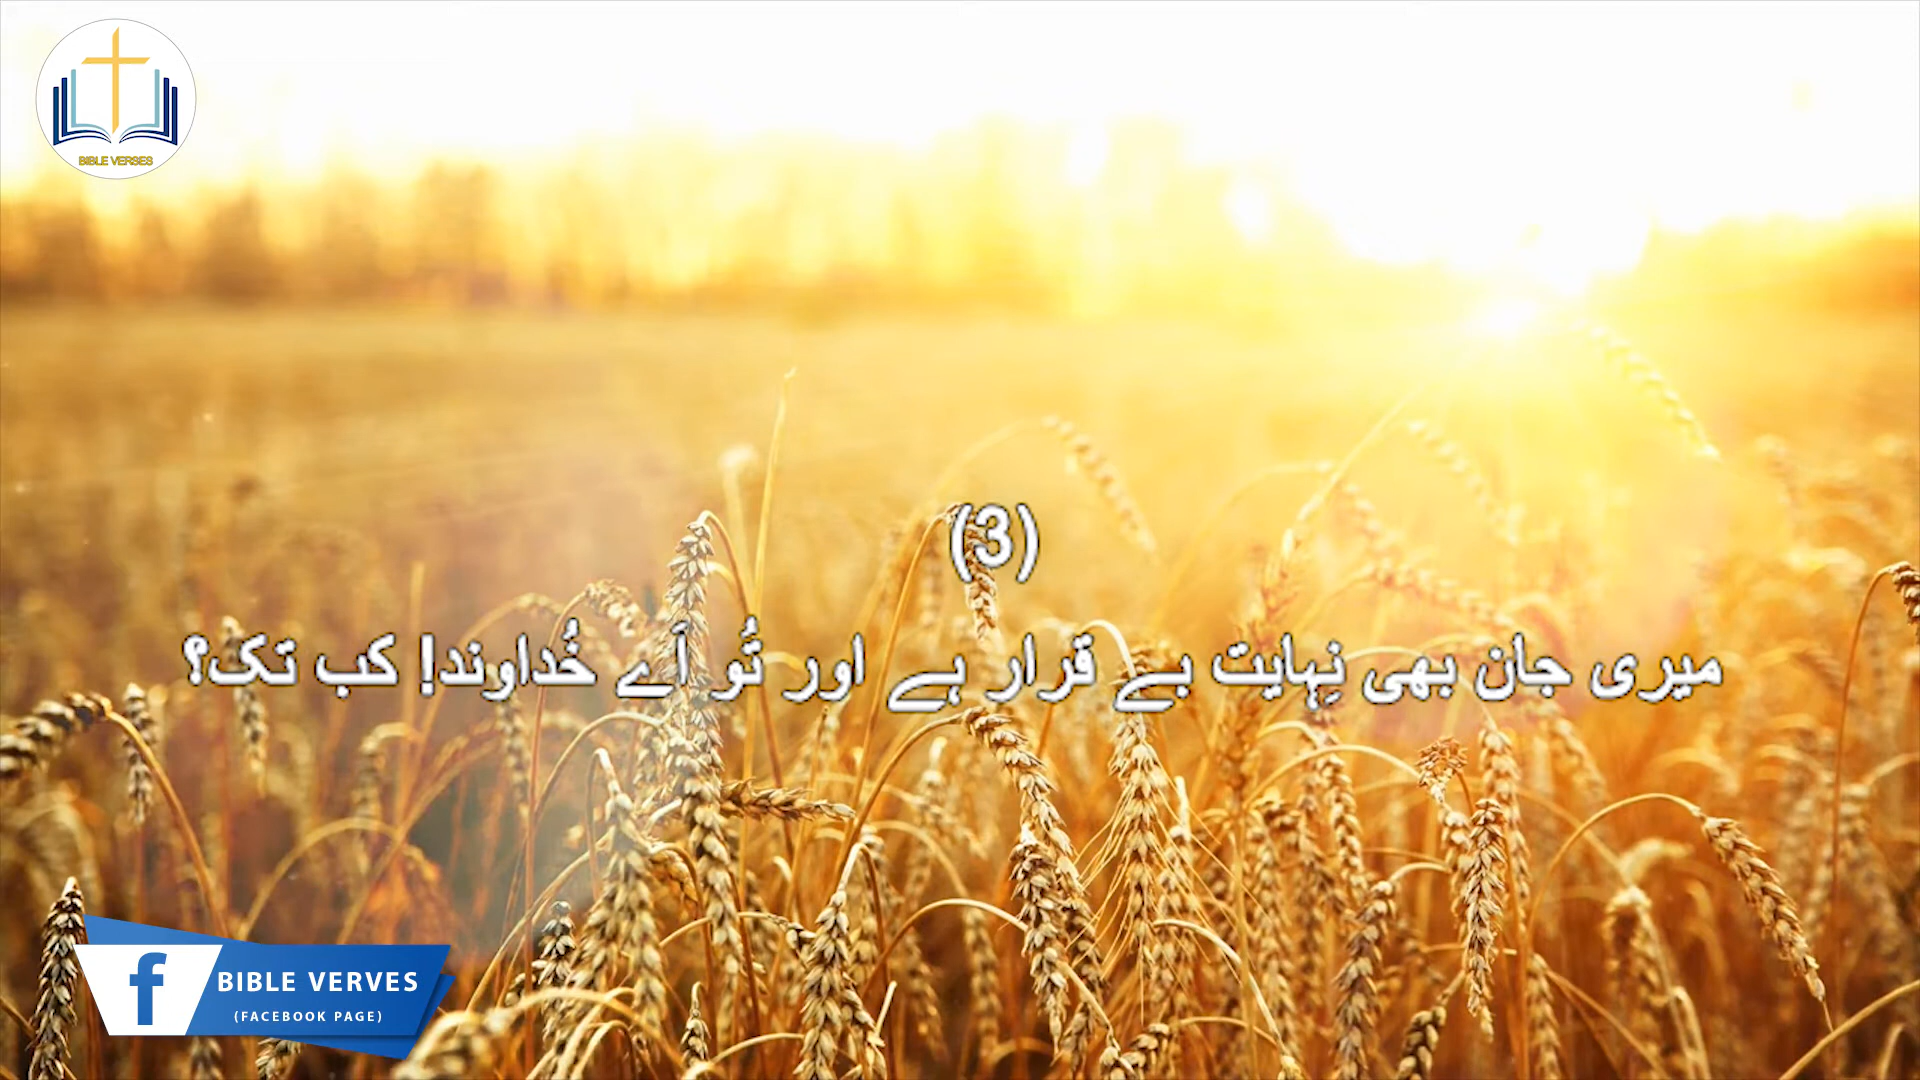 BIBLE VERSES
(3)
میری جان بھی نِہایت بے قرار ہے اور تُو اَے خُداوند! کب تک؟
f
BIBLE VERVES
(FACEBOOK PAGE)